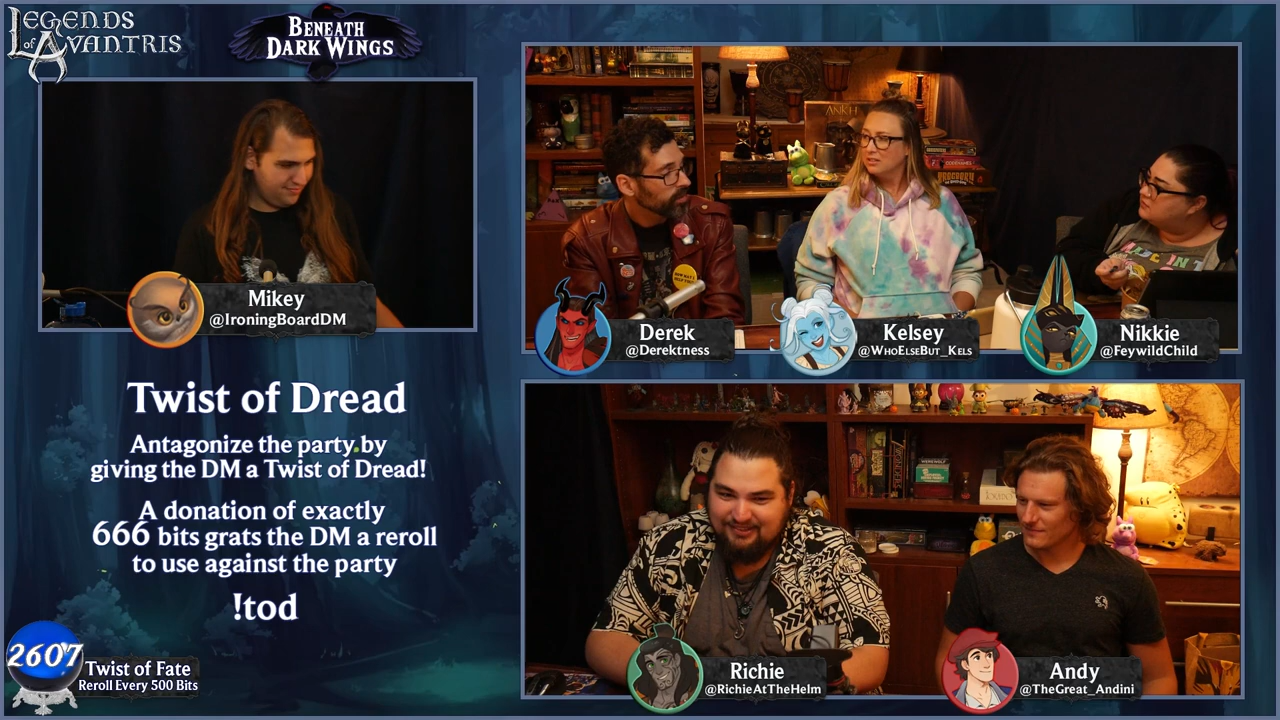 LEGENDS
of AVANTRIS
BENEATH
DARK WINGS
Mikey
@IroningBoardDM
Derek
@Derektness
Kelsey
@WhoElseBut_Kels
Nikkie
@FeywildChild
Twist of Dread
Antagonize the party by
giving the DM a Twist of Dread!
A donation of exactly
666 bits grats the DM a reroll
to use against the party
!tod
2607
Twist of Fate
Reroll Every 500 Bits
Richie
@RichieAtTheHelm
Andy
@TheGreat_Andini
ANKH
WEREWOLF